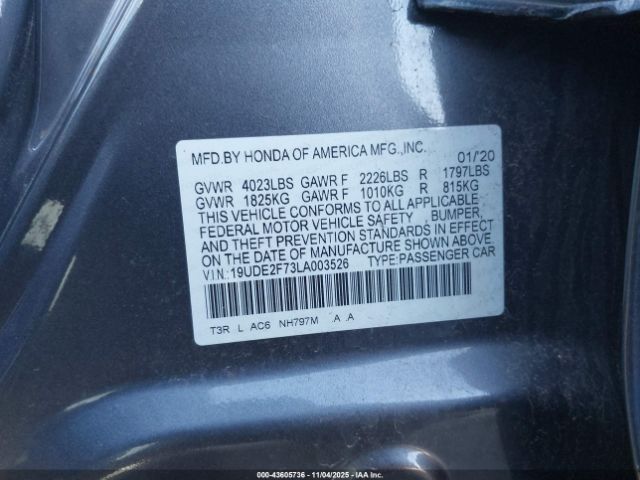 MFD.BY HONDA OF AMERICA MFG.,INC. 01/'20
GVWR 4023LBS GAWR F 2226LBS R 1797LBS
GVWR 1825KG GAWR F 1010KG R 815KG
THIS VEHICLE CONFORMS TO ALL APPLICABLE
FEDERAL MOTOR VEHICLE SAFETY , BUMPER,
AND THEFT PREVENTION STANDARDS IN EFFECT
ON THE DATE OF MANUFACTURE SHOWN ABOVE.
V.I.N.: 19UDE2F73LA003526 TYPE:PASSENGER CAR
T3R L AC6 NH797M .A .A
00-43605736 - 11/04/2025 - IAA Inc.